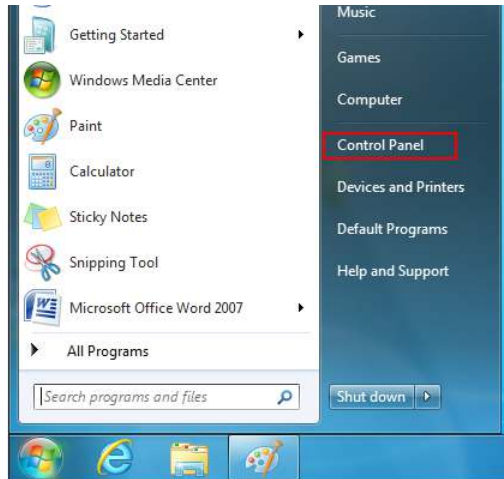 Getting Started
Windows Media Center
Paint
Calculator
Sticky Notes
Snipping Tool
Microsoft Office Word 2007
All Programs
Search programs and files
Music
Games
Computer
Control Panel
Devices and Printers
Default Programs
Help and Support
Shut down